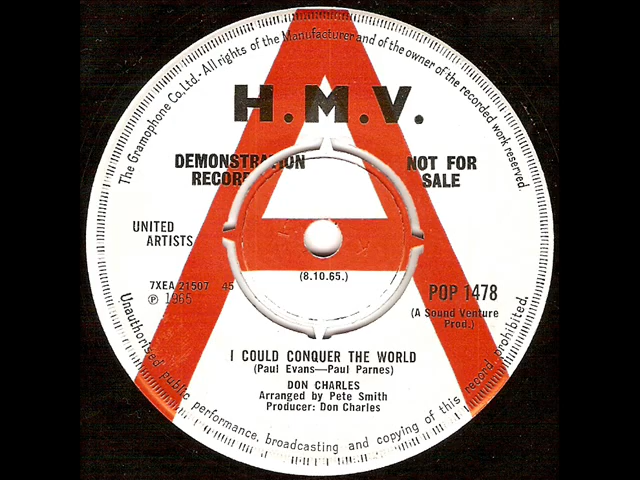 The Gramophone Co. Ltd.- All rights of the Manufacturer and of the owner of the recorded work reserved.
H.M.V.
DEMONSTRATION RECORD
NOT FOR SALE
UNITED
ARTISTS
7XEA 21507 45
℗ 1965
(8.10.65.)
POP 1478
(A Sound Venture
Prod.)
I COULD CONQUER THE WORLD
(Paul Evans—Paul Parnes)
DON CHARLES
Arranged by Pete Smith
Producer: Don Charles
Unauthorised public performance, broadcasting and copying of this record prohibited.